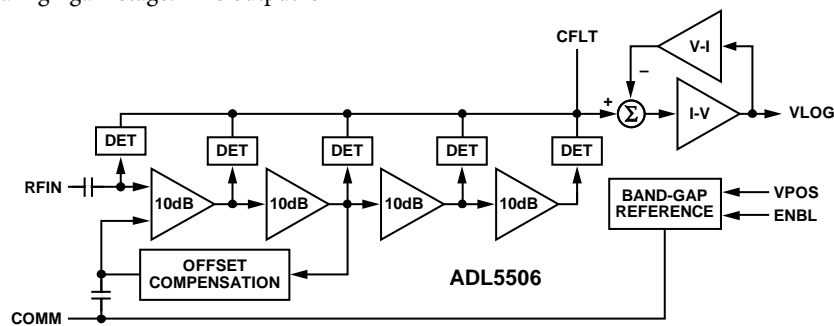 CFLT
V-I
–
+
Σ
I-V
VLOG
DET
DET
DET
DET
DET
RFIN
10dB
10dB
10dB
10dB
BAND-GAP
REFERENCE
VPOS
ENBL
OFFSET
COMPENSATION
ADL5506
COMM